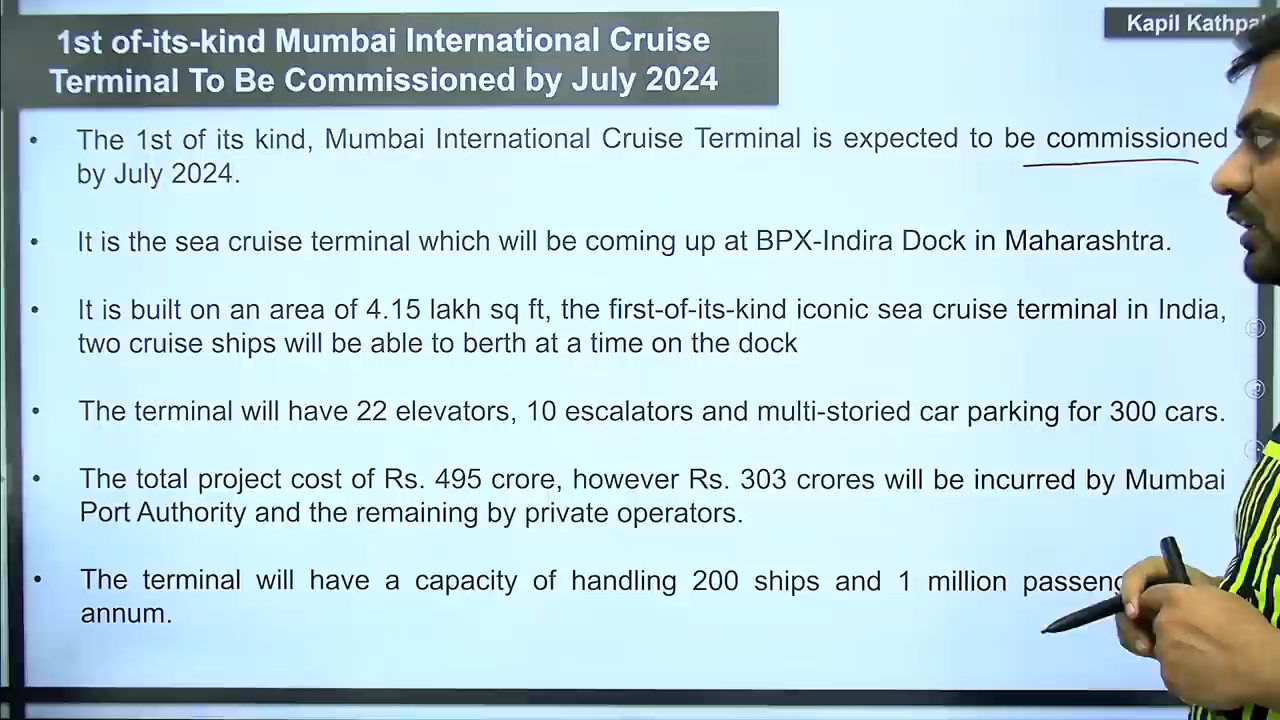 1st of-its-kind Mumbai International Cruise
Terminal To Be Commissioned by July 2024
Kapil
• The 1st of its kind, Mumbai International Cruise Terminal is expected to be commissioned
by July 2024.
• It is the sea cruise terminal which will be coming up at BPX-Indira Dock in Maharashtra.
• It is built on an area of 4.15 lakh sq ft, the first-of-its-kind iconic sea cruise terminal in India,
two cruise ships will be able to berth at a time on the dock
• The terminal will have 22 elevators, 10 escalators and multi-storied car parking for 300 cars.
• The total project cost of Rs. 495 crore, however Rs. 303 crores will be incurred by Mumbai
Port Authority and the remaining by private operators.
• The terminal will have a capacity of handling 200 ships and 1 million
annum.